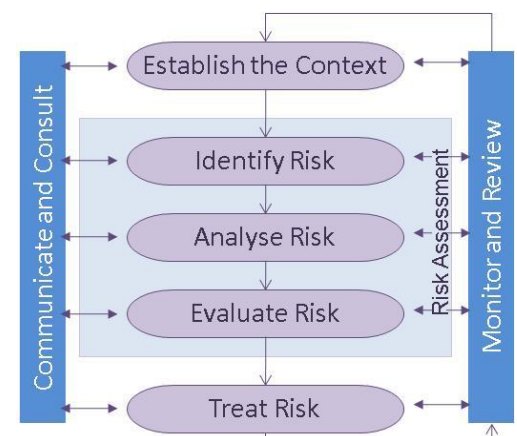 Establish the Context
Communicate and Consult
Identify Risk
Analyse Risk
Evaluate Risk
Risk Assessment
Monitor and Review
Treat Risk